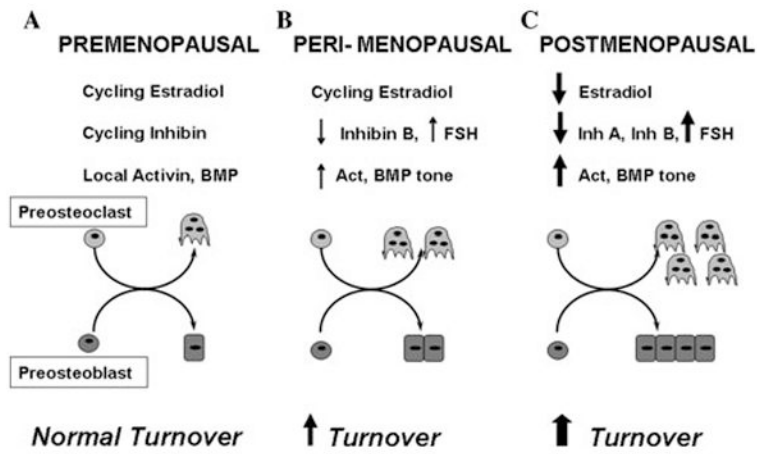 A
PREMENOPAUSAL
Cycling Estradiol
Cycling Inhibin
Local Activin, BMP
Preosteoclast
Preosteoblast
Normal Turnover
B
PERI- MENOPAUSAL
Cycling Estradiol
↓ Inhibin B, ↑ FSH
↑ Act, BMP tone
↑ Turnover
C
POSTMENOPAUSAL
↓ Estradiol
↓ Inh A, Inh B, ↑ FSH
↑ Act, BMP tone
↑ Turnover